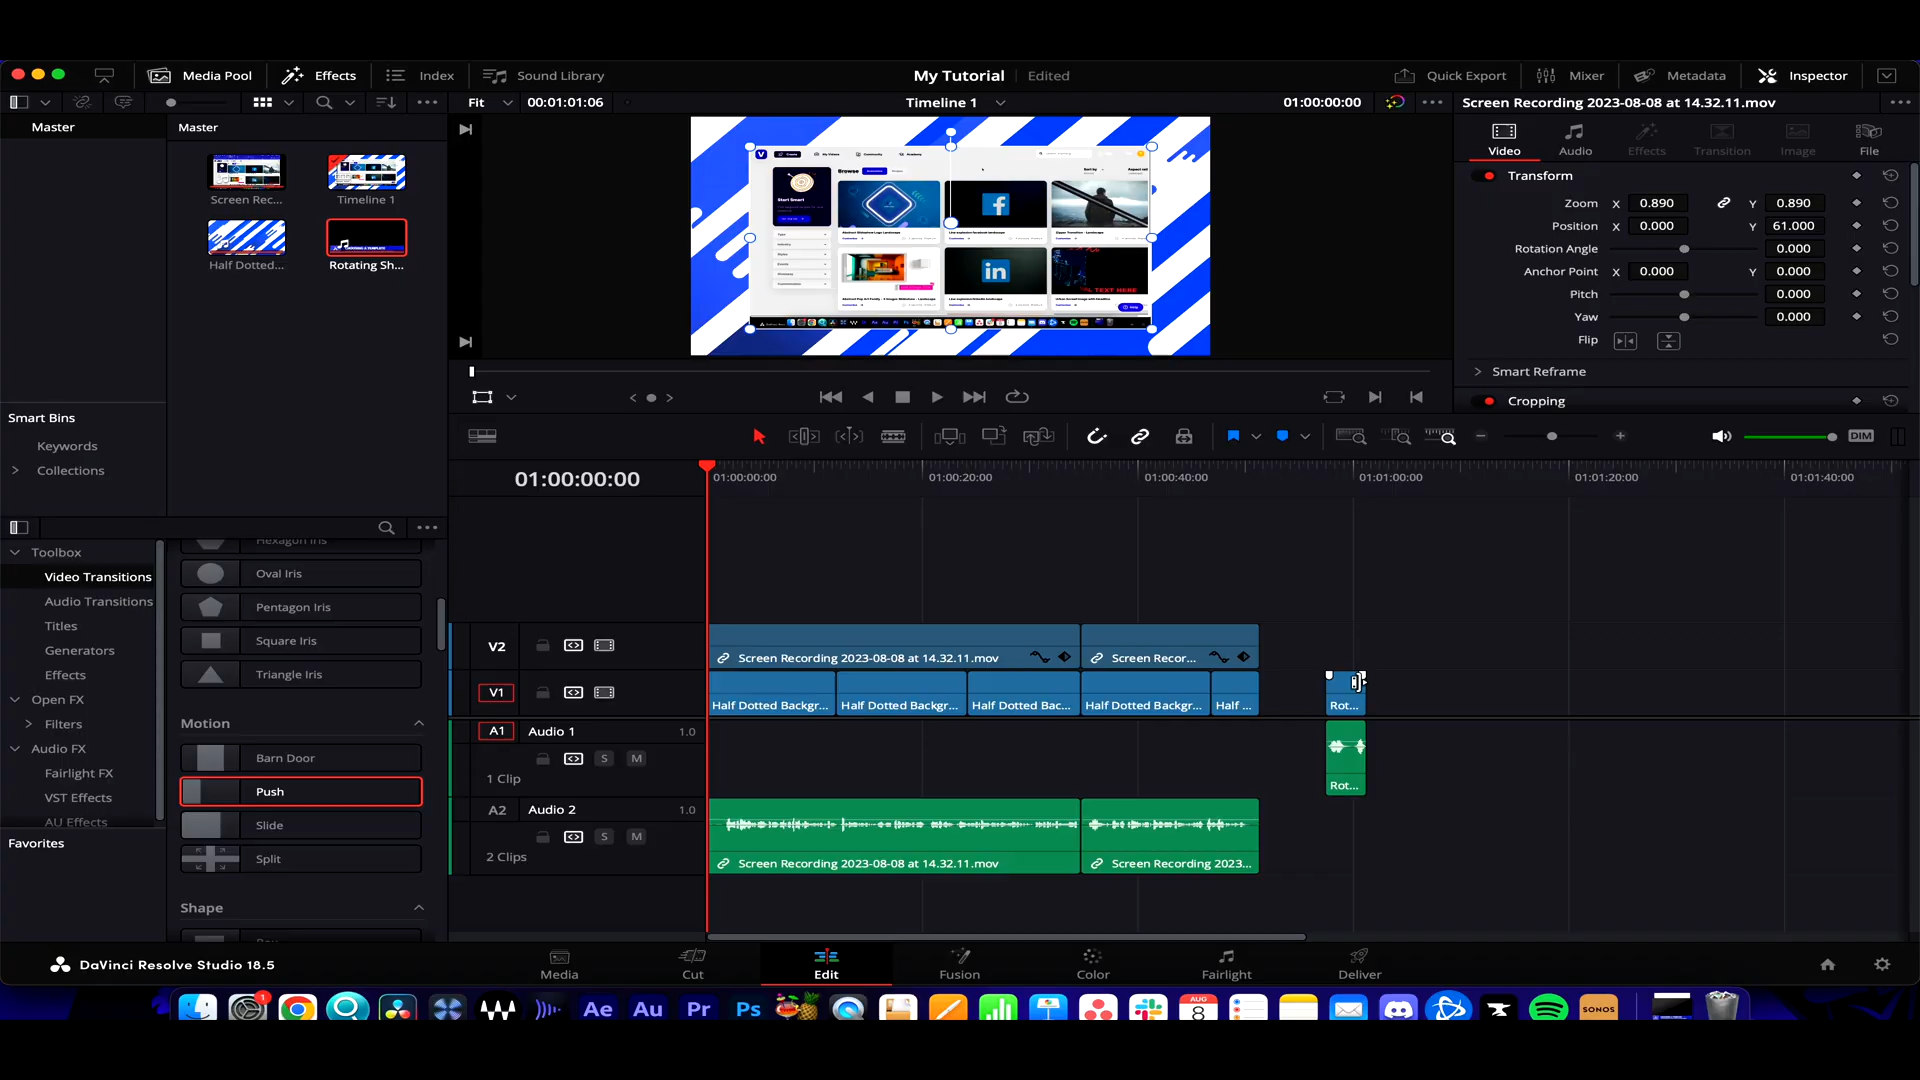 Media Pool
Effects
Index
Sound Library
My Tutorial
Edited
Quick Export
Mixer
Metadata
Inspector
Fit
00:01:01:06
Timeline 1
01:00:00:00
Screen Recording 2023-08-08 at 14.32.11.mov
Master
Master
Screen Rec...
Timeline 1
Half Dotted...
Rotating Sh...
Video
Audio
Effects
Transition
Image
File
Transform
Zoom X 0.890 Y 0.890
Position X 0.000 Y 61.000
Rotation Angle 0.000
Anchor Point X 0.000 Y 0.000
Pitch 0.000
Yaw 0.000
Flip
Smart Reframe
Cropping
Browse
Start Smart
Smart Bins
Keywords
Collections
DIM
01:00:00:00
01:00:00:00
01:00:20:00
01:00:40:00
01:01:00:00
01:01:20:00
01:01:40:00
Toolbox
Video Transitions
Audio Transitions
Titles
Generators
Effects
Open FX
Filters
Audio FX
Fairlight FX
VST Effects
AU Effects
Favorites
Hexagon Iris
Oval Iris
Pentagon Iris
Square Iris
Triangle Iris
Motion
Barn Door
Push
Slide
Split
Shape
V2
Screen Recording 2023-08-08 at 14.32.11.mov
Screen Recor...
V1
Half Dotted Backgr...
Half Dotted Backgr...
Half Dotted Bac...
Half Dotted Backgr...
Half ...
Rot...
A1 Audio 1 1.0
S M
1 Clip
Rot...
A2 Audio 2 1.0
S M
2 Clips
Screen Recording 2023-08-08 at 14.32.11.mov
Screen Recording 2023...
DaVinci Resolve Studio 18.5
Media
Cut
Edit
Fusion
Color
Fairlight
Deliver
1
Ae
Au
Pr
Ps
AUG
8
SONOS